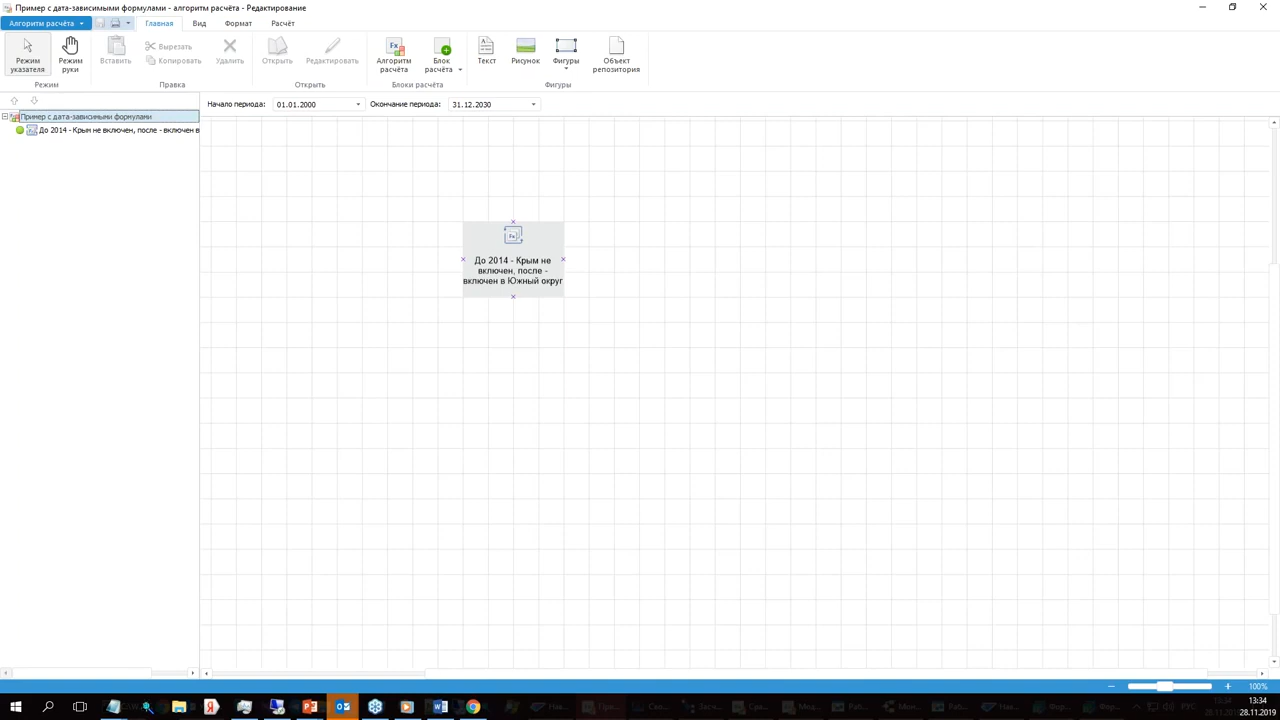 Пример с дата-зависимыми формулами - алгоритм расчёта - Редактирование
Алгоритм расчёта
Главная
Вид
Формат
Расчёт
Режим указателя
Режим руки
Вставить
Вырезать
Копировать
Удалить
Открыть
Редактировать
Алгоритм расчёта
Блок расчёта
Текст
Рисунок
Фигуры
Объект репозитория
Режим
Правка
Открыть
Блоки расчёта
Фигуры
Начало периода: 01.01.2000
Окончание периода: 31.12.2030
Пример с дата-зависимыми формулами
До 2014 - Крым не включен, после - включен в
До 2014 - Крым не
включен, после -
включен в Южный округ
100%
РУС
13:34
28.11.2019